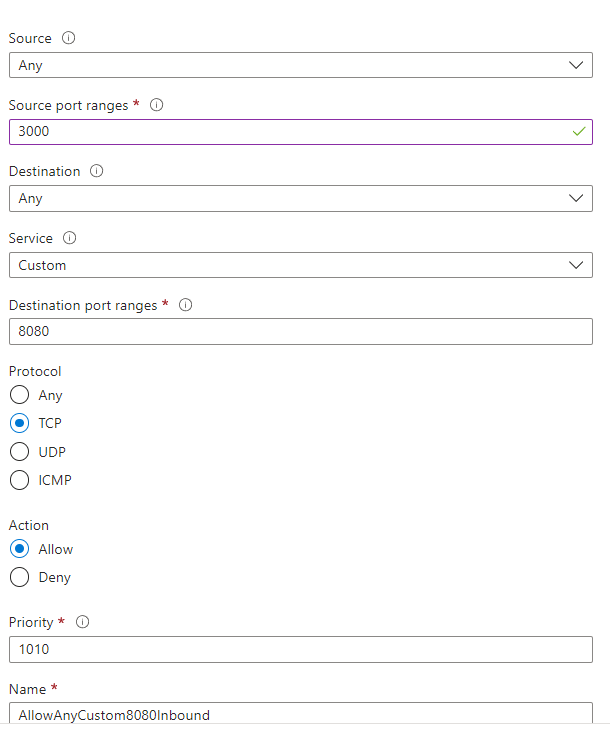 Source
Any
Source port ranges *
3000
Destination
Any
Service
Custom
Destination port ranges *
8080
Protocol
Any
TCP
UDP
ICMP
Action
Allow
Deny
Priority *
1010
Name *
AllowAnyCustom8080Inbound